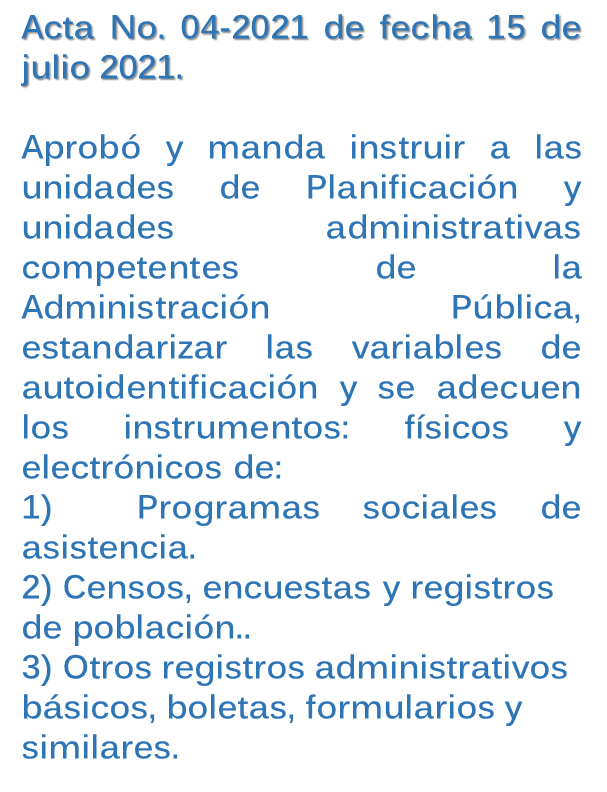 Acta No. 04-2021 de fecha 15 de
julio 2021.
Aprobó y manda instruir a las
unidades de Planificación y
unidades administrativas
competentes de la
Administración Pública,
estandarizar las variables de
autoidentificación y se adecuen
los instrumentos: físicos y
electrónicos de:
1) Programas sociales de
asistencia.
2) Censos, encuestas y registros
de población..
3) Otros registros administrativos
básicos, boletas, formularios y
similares.